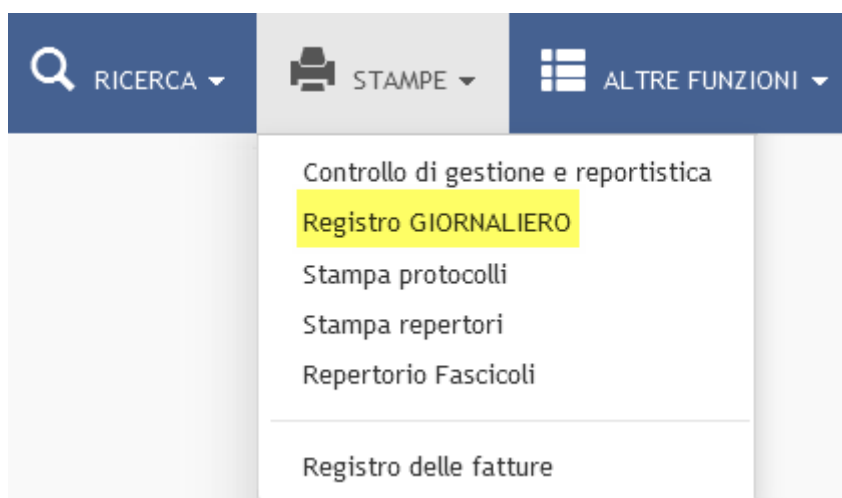 RICERCA
STAMPE
ALTRE FUNZIONI
Controllo di gestione e reportistica
Registro GIORNALIERO
Stampa protocolli
Stampa repertori
Repertorio Fascicoli
Registro delle fatture